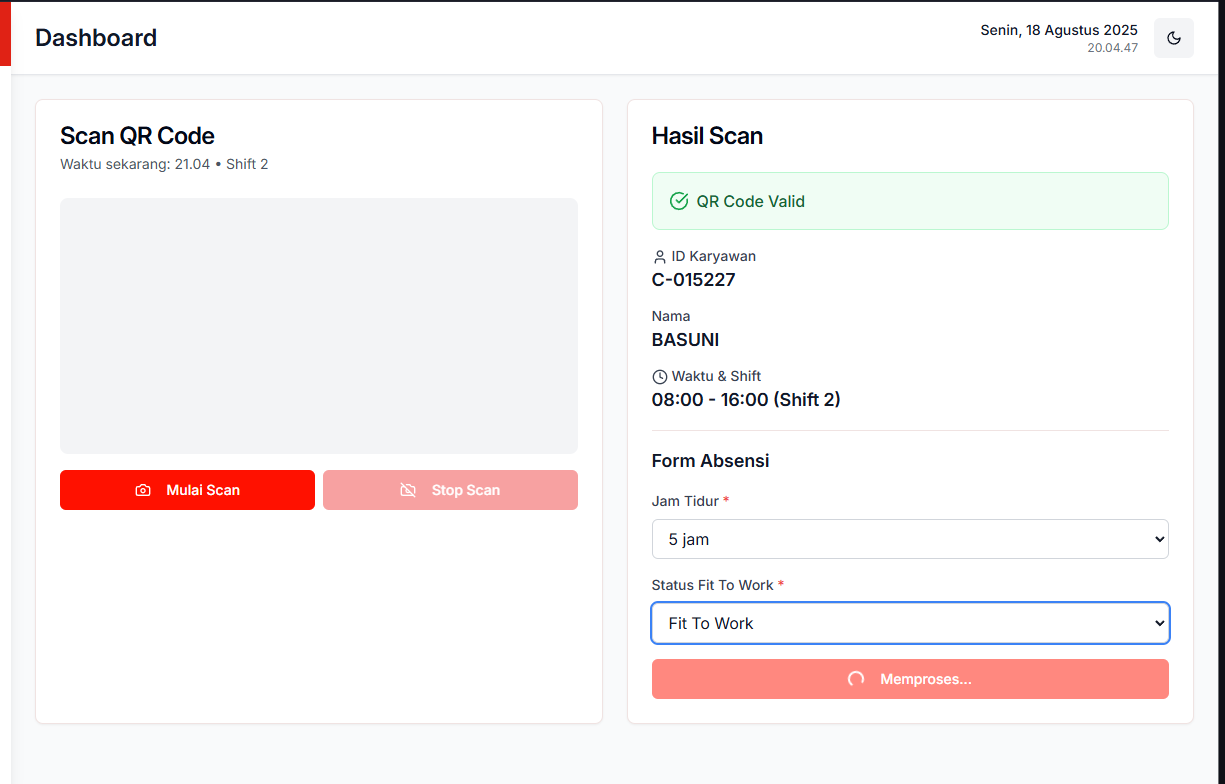 Dashboard
Senin, 18 Agustus 2025
20.04.47
Scan QR Code
Waktu sekarang: 21.04 • Shift 2
Mulai Scan
Stop Scan
Hasil Scan
QR Code Valid
ID Karyawan
C-015227
Nama
BASUNI
Waktu & Shift
08:00 - 16:00 (Shift 2)
Form Absensi
Jam Tidur *
5 jam
Status Fit To Work *
Fit To Work
Memproses...